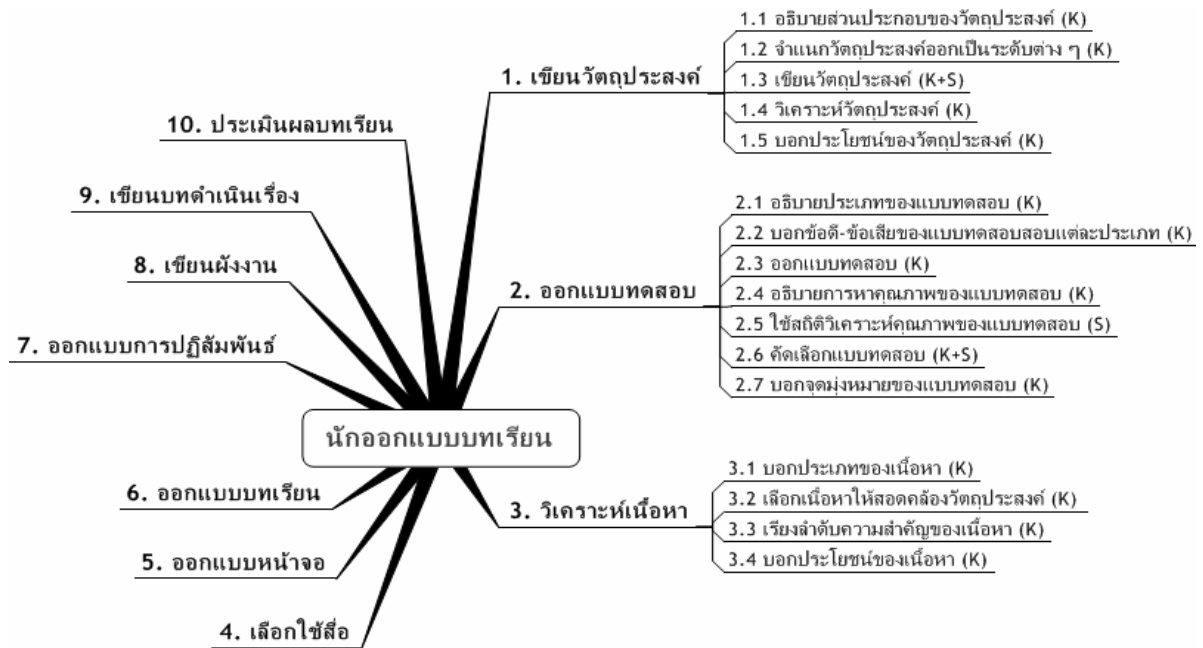 นักออกแบบบทเรียน
1. เขียนวัตถุประสงค์
1.1 อธิบายส่วนประกอบของวัตถุประสงค์ (K)
1.2 จำแนกวัตถุประสงค์ออกเป็นระดับต่าง ๆ (K)
1.3 เขียนวัตถุประสงค์ (K+S)
1.4 วิเคราะห์วัตถุประสงค์ (K)
1.5 บอกประโยชน์ของวัตถุประสงค์ (K)
2. ออกแบบทดสอบ
2.1 อธิบายประเภทของแบบทดสอบ (K)
2.2 บอกข้อดี-ข้อเสียของแบบทดสอบสอบแต่ละประเภท (K)
2.3 ออกแบบทดสอบ (K)
2.4 อธิบายการหาคุณภาพของแบบทดสอบ (K)
2.5 ใช้สถิติวิเคราะห์คุณภาพของแบบทดสอบ (S)
2.6 คัดเลือกแบบทดสอบ (K+S)
2.7 บอกจุดมุ่งหมายของแบบทดสอบ (K)
3. วิเคราะห์เนื้อหา
3.1 บอกประเภทของเนื้อหา (K)
3.2 เลือกเนื้อหาให้สอดคล้องวัตถุประสงค์ (K)
3.3 เรียงลำดับความสำคัญของเนื้อหา (K)
3.4 บอกประโยชน์ของเนื้อหา (K)
4. เลือกใช้สื่อ
5. ออกแบบหน้าจอ
6. ออกแบบบทเรียน
7. ออกแบบการปฏิสัมพันธ์
8. เขียนผังงาน
9. เขียนบทดำเนินเรื่อง
10. ประเมินผลบทเรียน